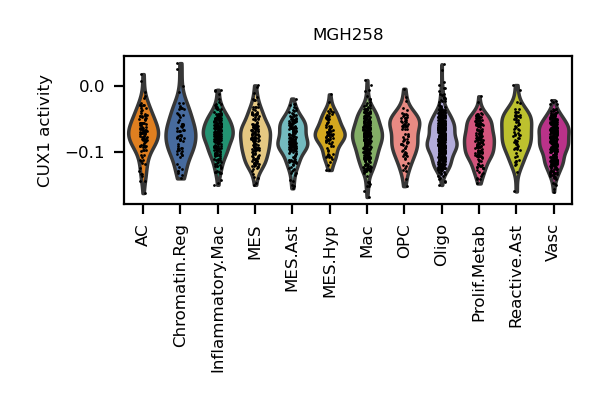 MGH258
CUX1 activity
0.0
−0.1
AC
Chromatin.Reg
Inflammatory.Mac
MES
MES.Ast
MES.Hyp
Mac
OPC
Oligo
Prolif.Metab
Reactive.Ast
Vasc